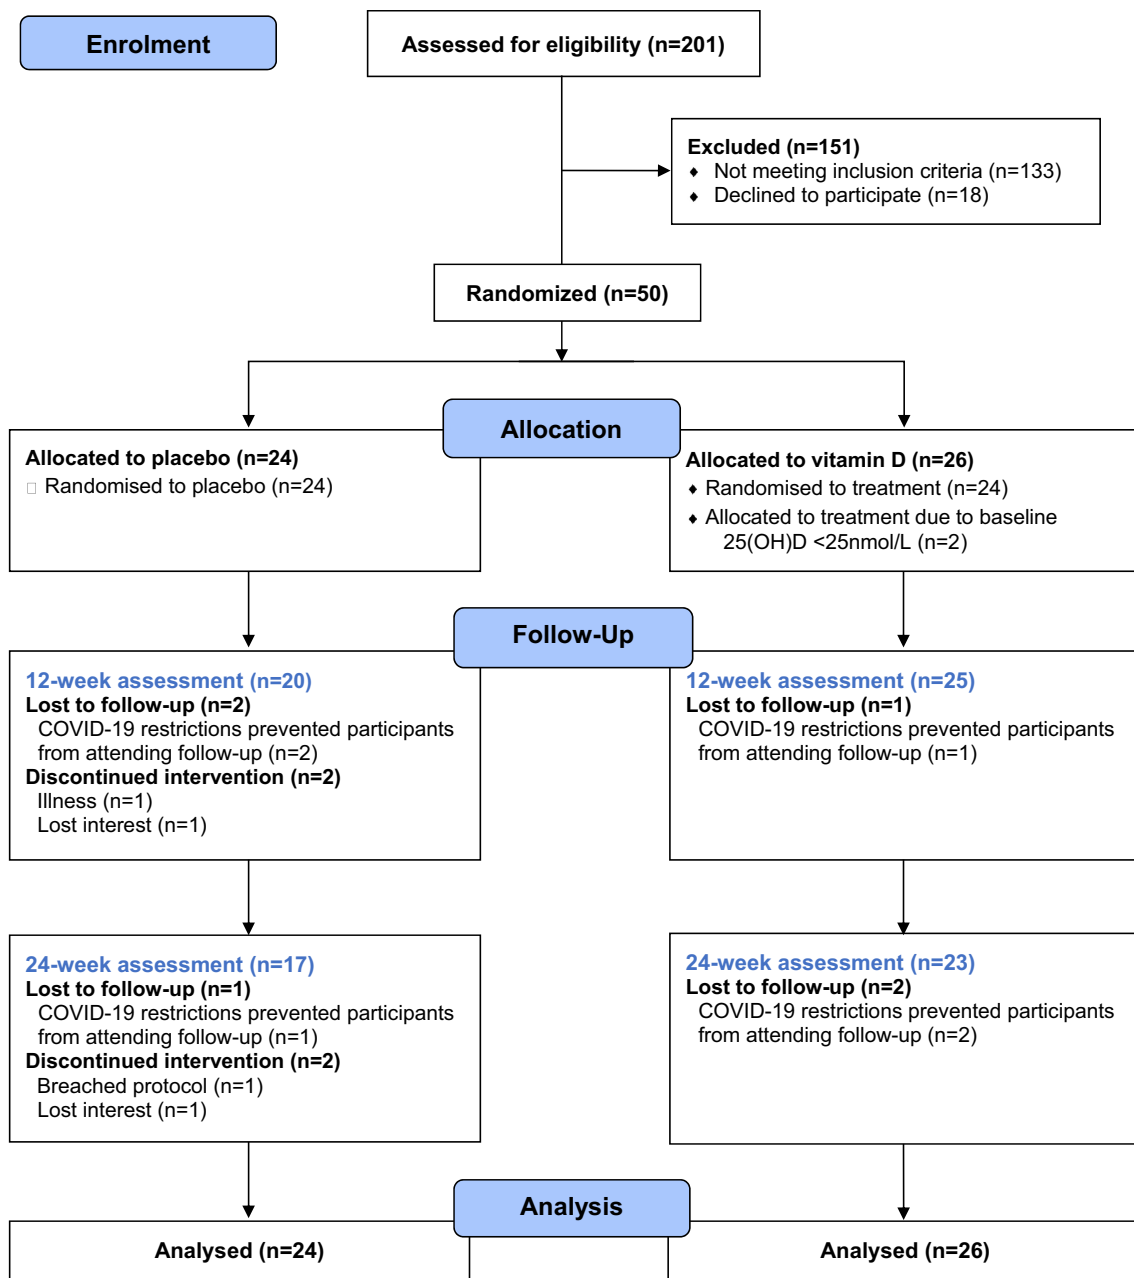 Enrolment
Assessed for eligibility (n=201)
Excluded (n=151)
♦ Not meeting inclusion criteria (n=133)
♦ Declined to participate (n=18)
Randomized (n=50)
Allocation
Allocated to placebo (n=24)
□ Randomised to placebo (n=24)
Allocated to vitamin D (n=26)
♦ Randomised to treatment (n=24)
♦ Allocated to treatment due to baseline
25(OH)D <25nmol/L (n=2)
Follow-Up
12-week assessment (n=20)
Lost to follow-up (n=2)
COVID-19 restrictions prevented participants
from attending follow-up (n=2)
Discontinued intervention (n=2)
Illness (n=1)
Lost interest (n=1)
12-week assessment (n=25)
Lost to follow-up (n=1)
COVID-19 restrictions prevented participants
from attending follow-up (n=1)
24-week assessment (n=17)
Lost to follow-up (n=1)
COVID-19 restrictions prevented participants
from attending follow-up (n=1)
Discontinued intervention (n=2)
Breached protocol (n=1)
Lost interest (n=1)
24-week assessment (n=23)
Lost to follow-up (n=2)
COVID-19 restrictions prevented participants
from attending follow-up (n=2)
Analysis
Analysed (n=24)
Analysed (n=26)